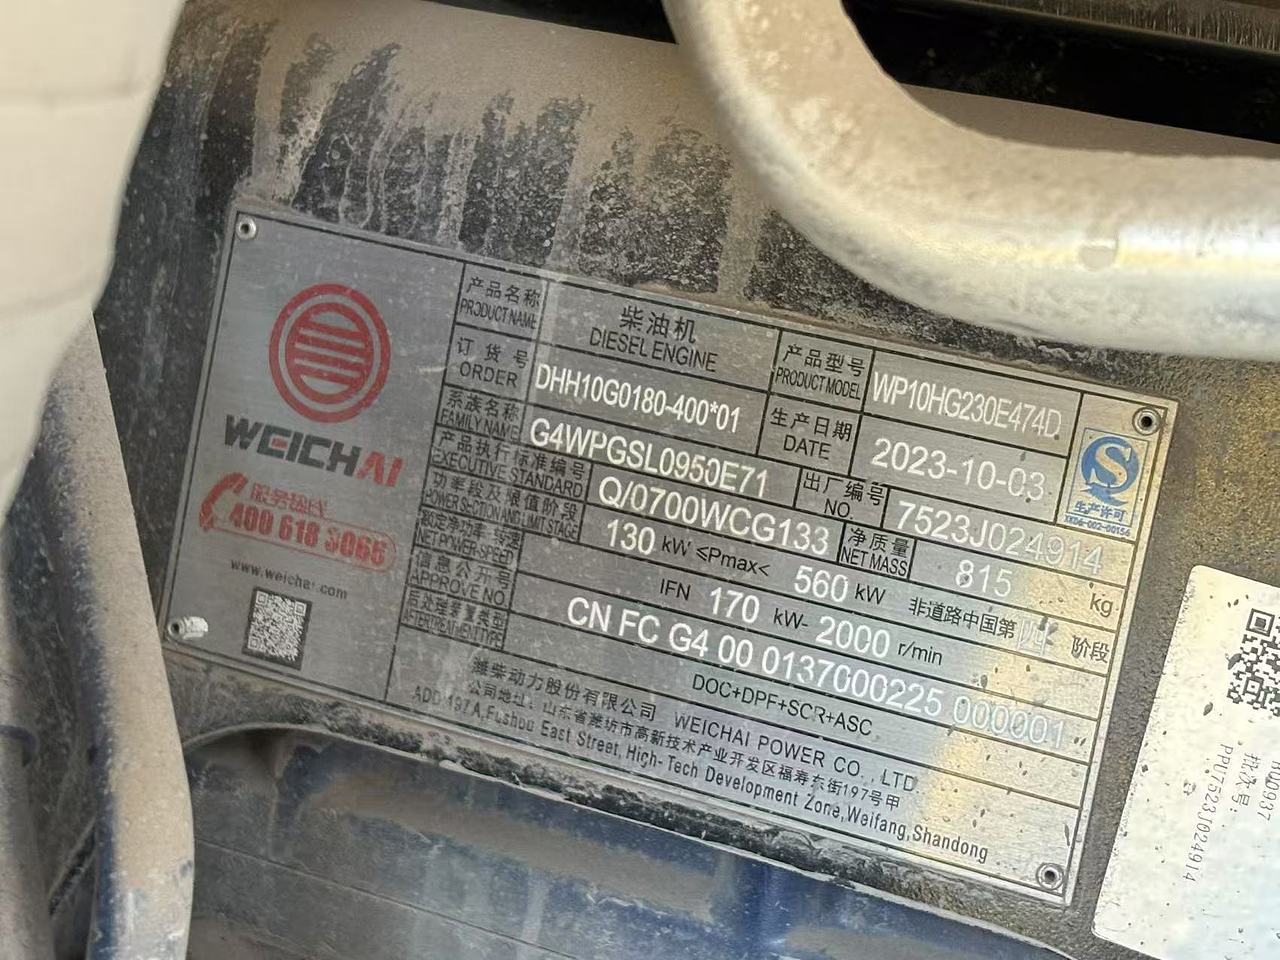 WEICHAI
服务热线
400 618 3066
www.weichai.com
产品名称 PRODUCT NAME
柴油机 DIESEL ENGINE
产品型号 PRODUCT MODEL
WP10HG230E474D
订货号 ORDER
DHH10G0180-400*01
生产日期 DATE
2023-10-03
系族名称 FAMILY NAME
G4WPGSL0950E71
出厂编号 NO.
7523J024914
产品执行标准编号 EXECUTIVE STANDARD
Q/0700WCG133
净质量 NET MASS
815 kg
功率段及限值阶段 POWER SECTION AND LIMIT STAGE
130 kW ≤Pmax< 560 kW 非道路中国第四阶段
额定净功率/转速 NET POWER-SPEED
IFN 170 kW- 2000 r/min
信息公开号 APPROVE NO
CN FC G4 00 0137000225 000001
后处理装置类型 AFTERTREATMENT TYPE
DOC+DPF+SCR+ASC
潍柴动力股份有限公司 WEICHAI POWER CO., LTD
公司地址: 山东省潍坊市高新技术产业开发区福寿东街197号甲
ADD 197A,Fushou East Street, High-Tech Development Zone,Weifang,Shandong
S
生产许可
XK06-002-00156
批次号:
PPU7523J024914